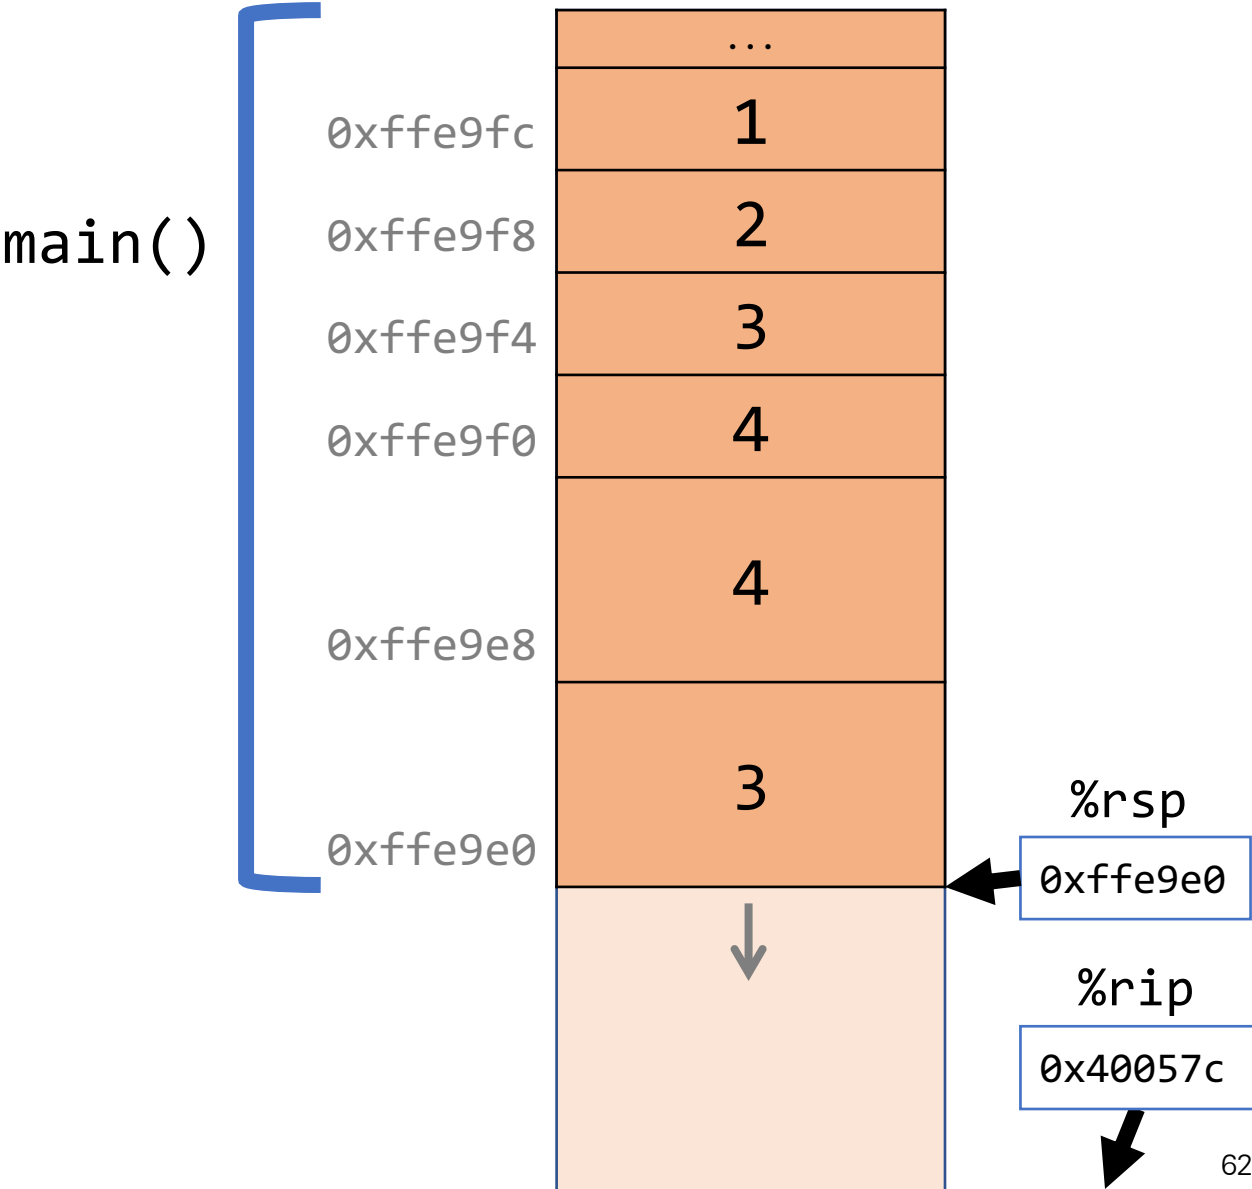 ...
0xffe9fc 1
main() 0xffe9f8 2
0xffe9f4 3
0xffe9f0 4
4
0xffe9e8
3
%rsp
0xffe9e0 0xffe9e0
%rip
0x40057c
62